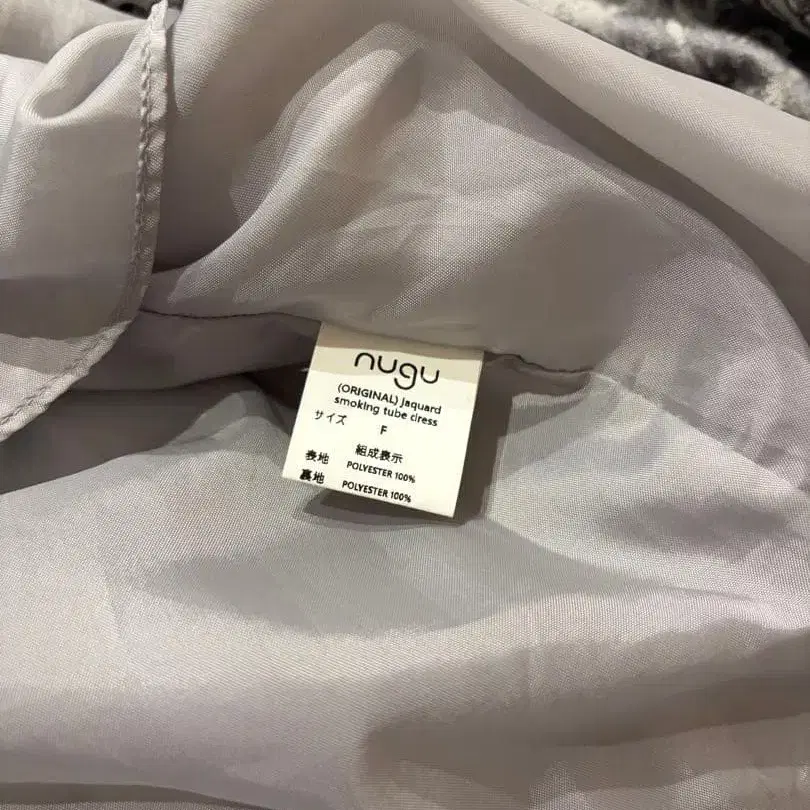 nugu
(ORIGINAL) Jaquard
smoking tube dress
サイズ F
組成表示
表地 POLYESTER 100%
裏地 POLYESTER 100%